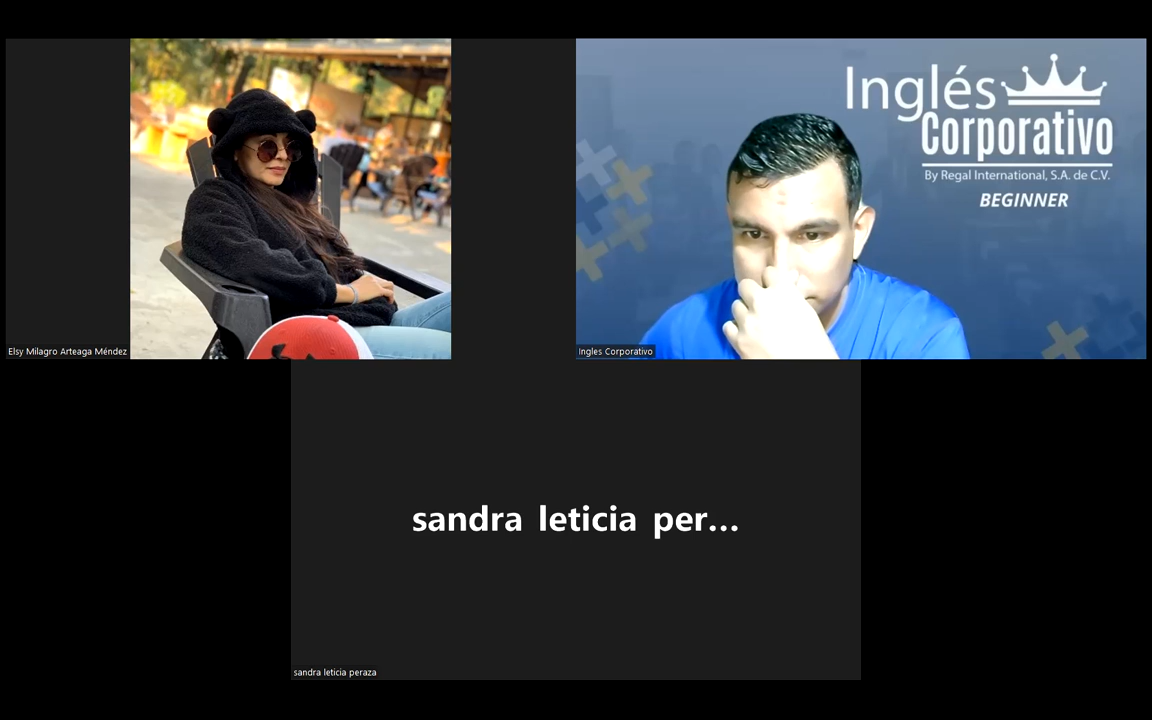 Inglés
Corporativo
By Regal International, S.A. de C.V.
BEGINNER
Elsy Milagro Arteaga Méndez
Ingles Corporativo
sandra leticia per...
sandra leticia peraza